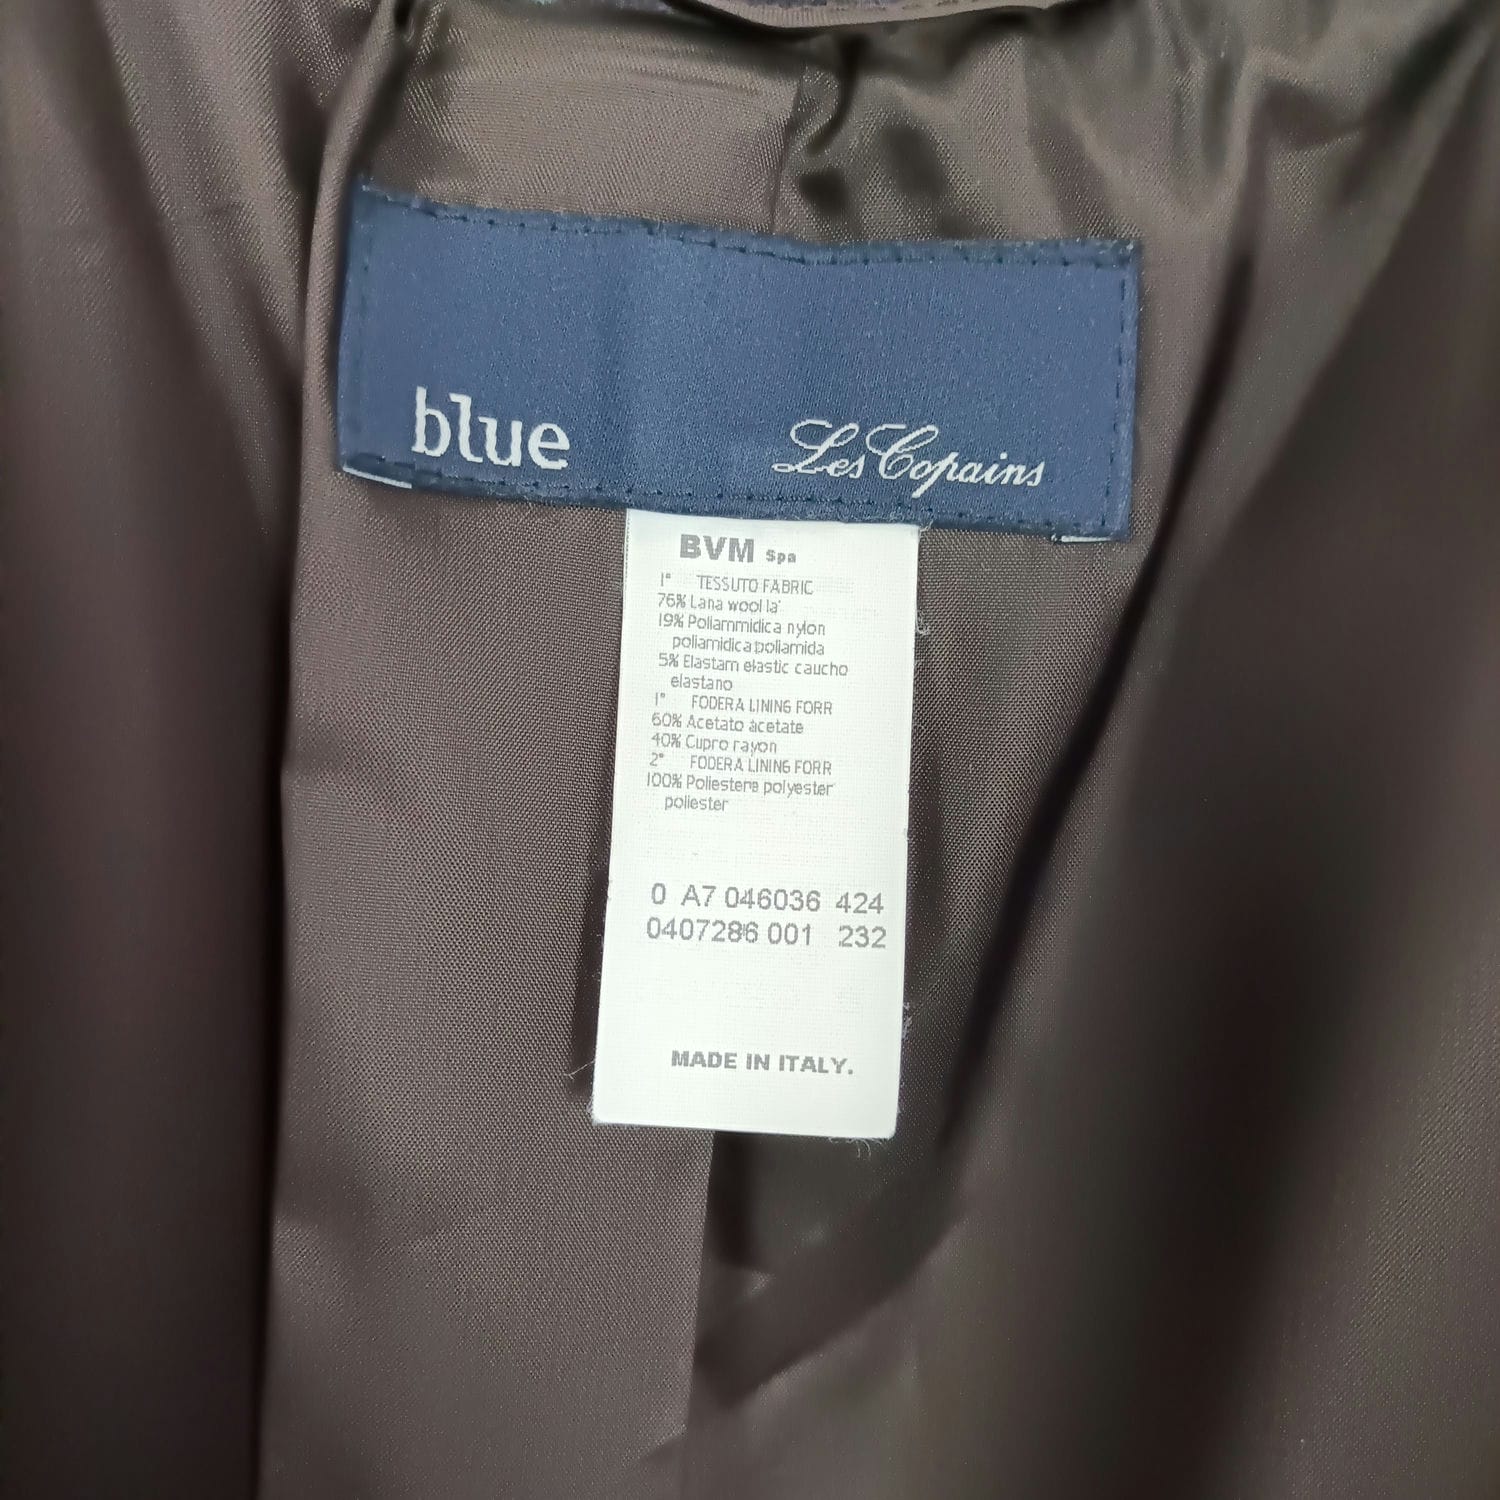 blue Les Copains
BVM Spa
1° TESSUTO FABRIC
76% Lana wool la'
19% Poliammidica nylon
poliamidica poliamida
5% Elastam elastic caucho
elastano
1° FODERA LINING FORR
60% Acetato acetate
40% Cupro rayon
2° FODERA LINING FORR
100% Poliestere polyester
poliester
0 A7 046036 424
0407286 001 232
MADE IN ITALY.